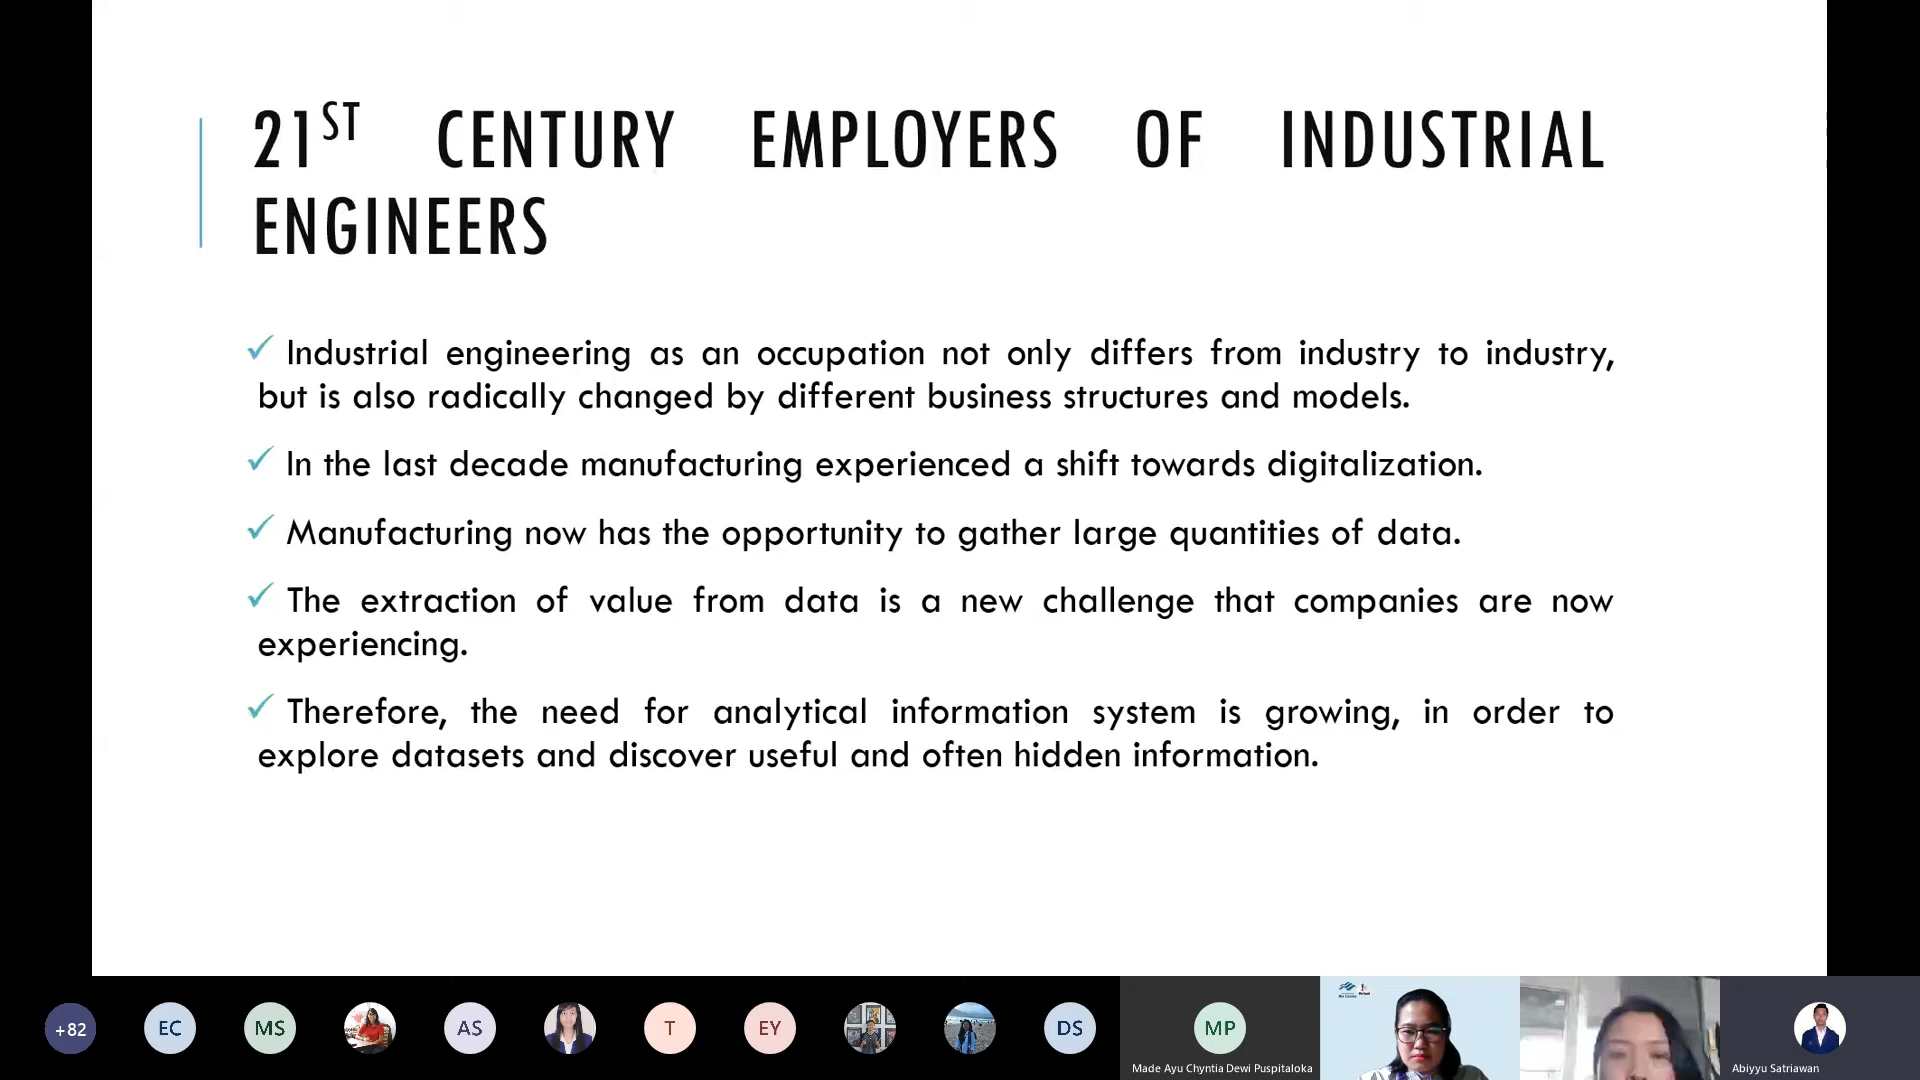 21ST CENTURY EMPLOYERS OF INDUSTRIAL
ENGINEERS
✓ Industrial engineering as an occupation not only differs from industry to industry,
but is also radically changed by different business structures and models.
✓ In the last decade manufacturing experienced a shift towards digitalization.
✓ Manufacturing now has the opportunity to gather large quantities of data.
✓ The extraction of value from data is a new challenge that companies are now
experiencing.
✓ Therefore, the need for analytical information system is growing, in order to
explore datasets and discover useful and often hidden information.
+82
EC
MS
AS
T
EY
DS
MP
Made Ayu Chyntia Dewi Puspitaloka
Abiyyu Satriawan